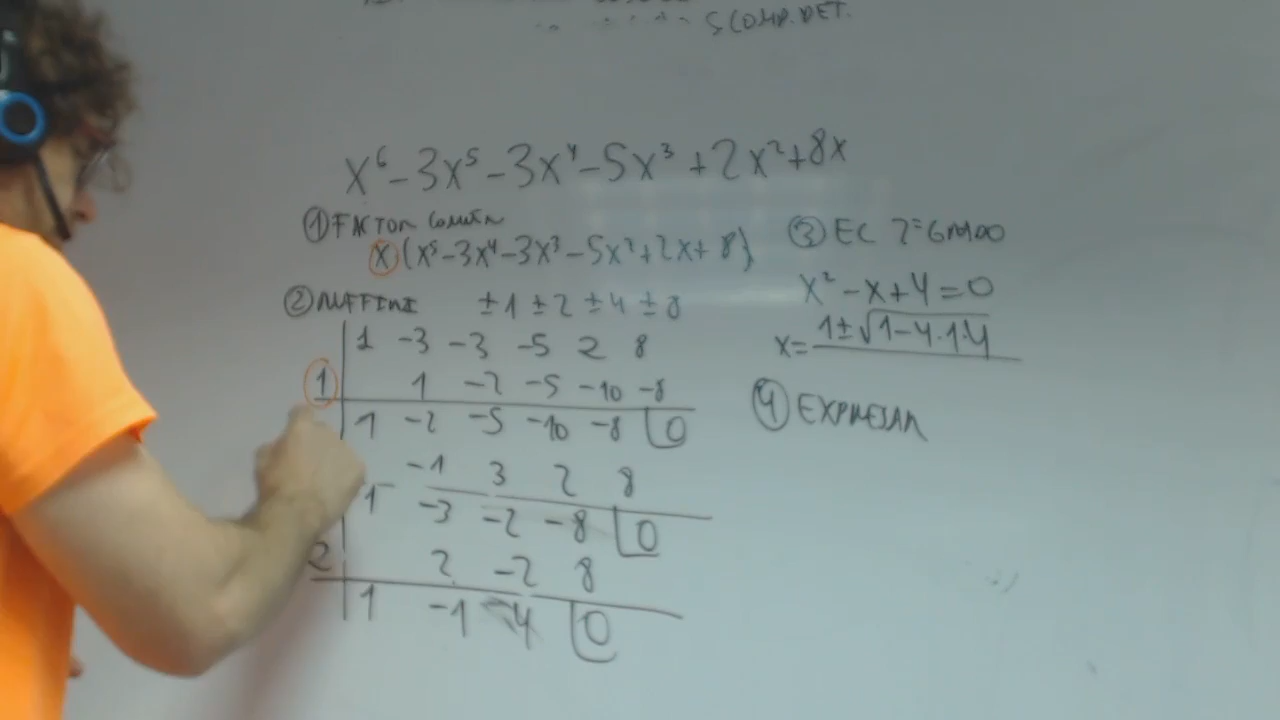 S COMP. DET.
x⁶-3x⁵-3x⁴-5x³+2x²+8x
① FACTOR COMÚN
x(x⁵-3x⁴-3x³-5x²+2x+8)
② RUFFINI ±1 ±2 ±4 ±8
1 -3 -3 -5 2 8
1 1 -2 -5 -10 -8
1 -2 -5 -10 -8 0
-1 3 2 8
1 -3 -2 -8 0
2 2 -2 8
1 -1 4 0
③ EC 2º GRADO
x²-x+4=0
x= 1±√1-4·1·4
④ EXPRESAR